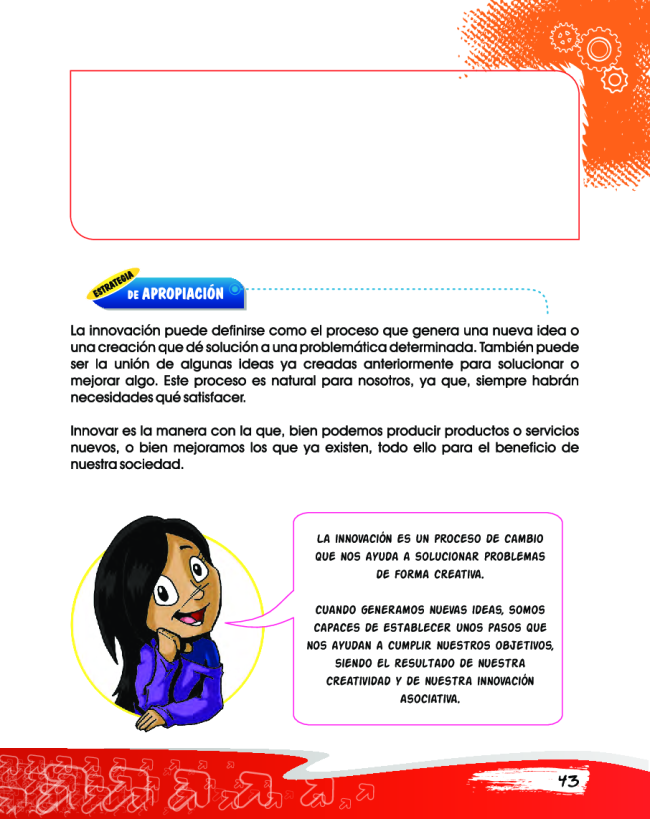 ESTRATEGIA
DE APROPIACIÓN
La innovación puede definirse como el proceso que genera una nueva idea o
una creación que dé solución a una problemática determinada. También puede
ser la unión de algunas ideas ya creadas anteriormente para solucionar o
mejorar algo. Este proceso es natural para nosotros, ya que, siempre habrán
necesidades qué satisfacer.
Innovar es la manera con la que, bien podemos producir productos o servicios
nuevos, o bien mejoramos los que ya existen, todo ello para el beneficio de
nuestra sociedad.
LA INNOVACIÓN ES UN PROCESO DE CAMBIO
QUE NOS AYUDA A SOLUCIONAR PROBLEMAS
DE FORMA CREATIVA.
CUANDO GENERAMOS NUEVAS IDEAS, SOMOS
CAPACES DE ESTABLECER UNOS PASOS QUE
NOS AYUDAN A CUMPLIR NUESTROS OBJETIVOS,
SIENDO EL RESULTADO DE NUESTRA
CREATIVIDAD Y DE NUESTRA INNOVACIÓN
ASOCIATIVA.
43